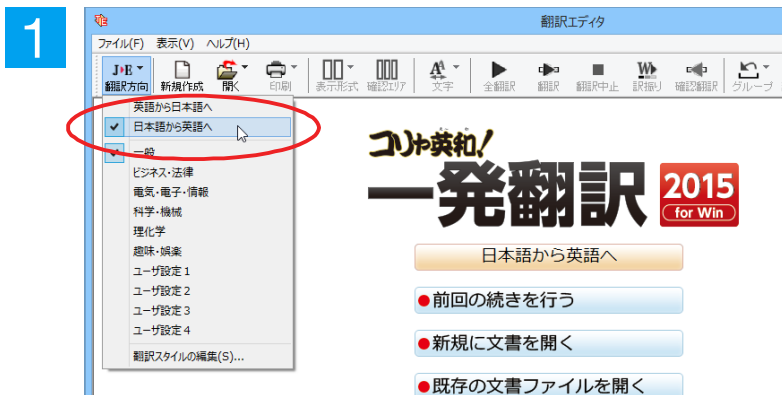 1
翻訳エディタ
ファイル(F) 表示(V) ヘルプ(H)
J▸E
翻訳方向 新規作成 開く 印刷 表示形式 確認エリア 文字 全翻訳 翻訳 翻訳中止 訳振り 確認翻訳 グループ
英語から日本語へ
日本語から英語へ
一般
ビジネス・法律
電気・電子・情報
科学・機械
理化学
趣味・娯楽
ユーザ設定 1
ユーザ設定 2
ユーザ設定 3
ユーザ設定 4
翻訳スタイルの編集(S)...
コリャ英和!
一発翻訳 2015
for Win
日本語から英語へ
●前回の続きを行う
●新規に文書を開く
●既存の文書ファイルを開く